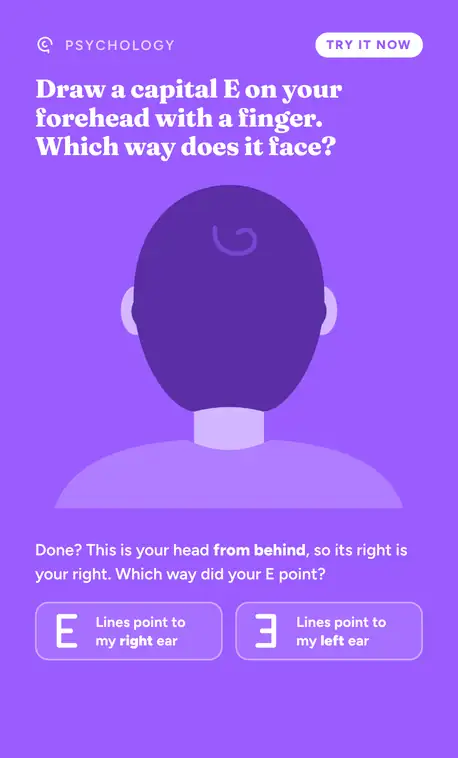 PSYCHOLOGY
TRY IT NOW
Draw a capital E on your
forehead with a finger.
Which way does it face?
Done? This is your head from behind, so its right is
your right. Which way did your E point?
E
Lines point to
my right ear
Ǝ
Lines point to
my left ear